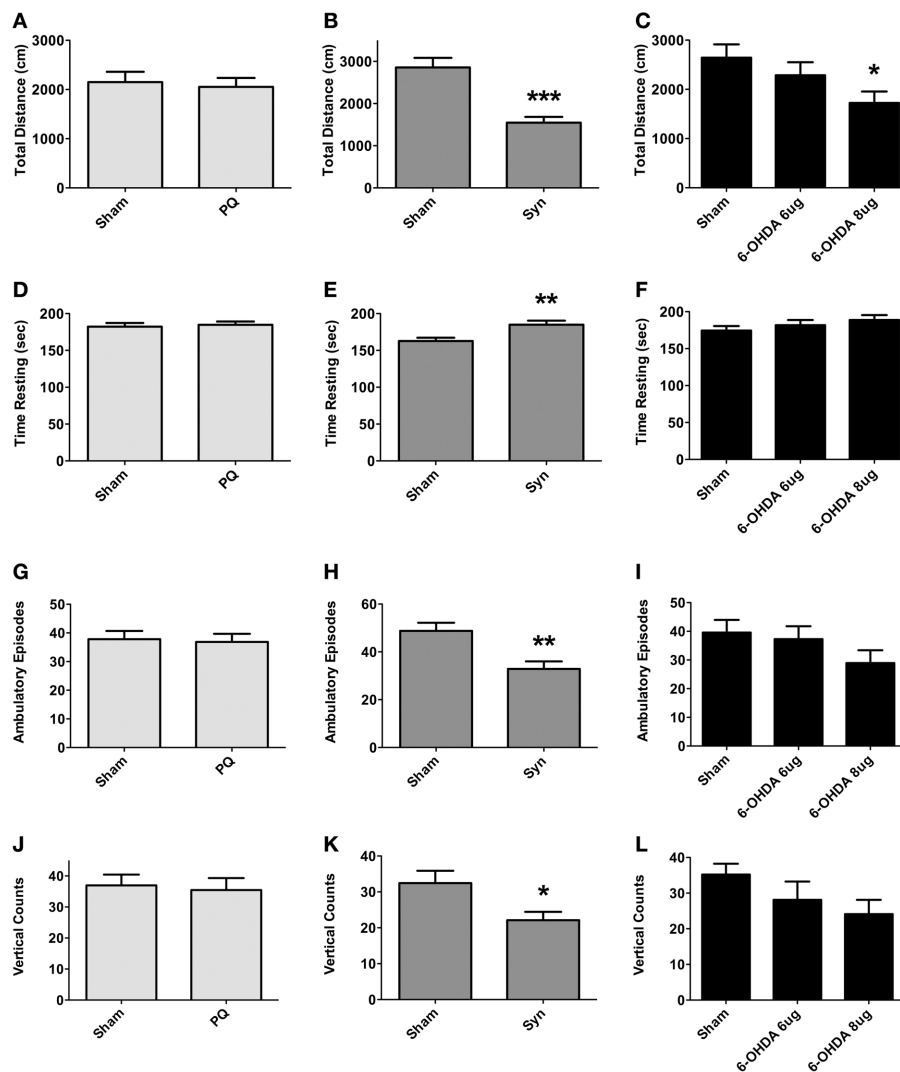 A
Total Distance (cm)
3000
2000
1000
0
Sham
PQ
B
Total Distance (cm)
3000
2000
1000
0
***
Sham
Syn
C
Total Distance (cm)
3000
2000
1000
0
*
Sham
6-OHDA 6ug
6-OHDA 8ug
D
Time Resting (sec)
200
150
100
50
0
Sham
PQ
E
Time Resting (sec)
200
150
100
50
0
**
Sham
Syn
F
Time Resting (sec)
200
150
100
50
0
Sham
6-OHDA 6ug
6-OHDA 8ug
G
Ambulatory Episodes
50
40
30
20
10
0
Sham
PQ
H
Ambulatory Episodes
60
40
20
0
**
Sham
Syn
I
Ambulatory Episodes
50
40
30
20
10
0
Sham
6-OHDA 6ug
6-OHDA 8ug
J
Vertical Counts
40
30
20
10
0
Sham
PQ
K
Vertical Counts
40
30
20
10
0
*
Sham
Syn
L
Vertical Counts
40
30
20
10
0
Sham
6-OHDA 6ug
6-OHDA 8ug